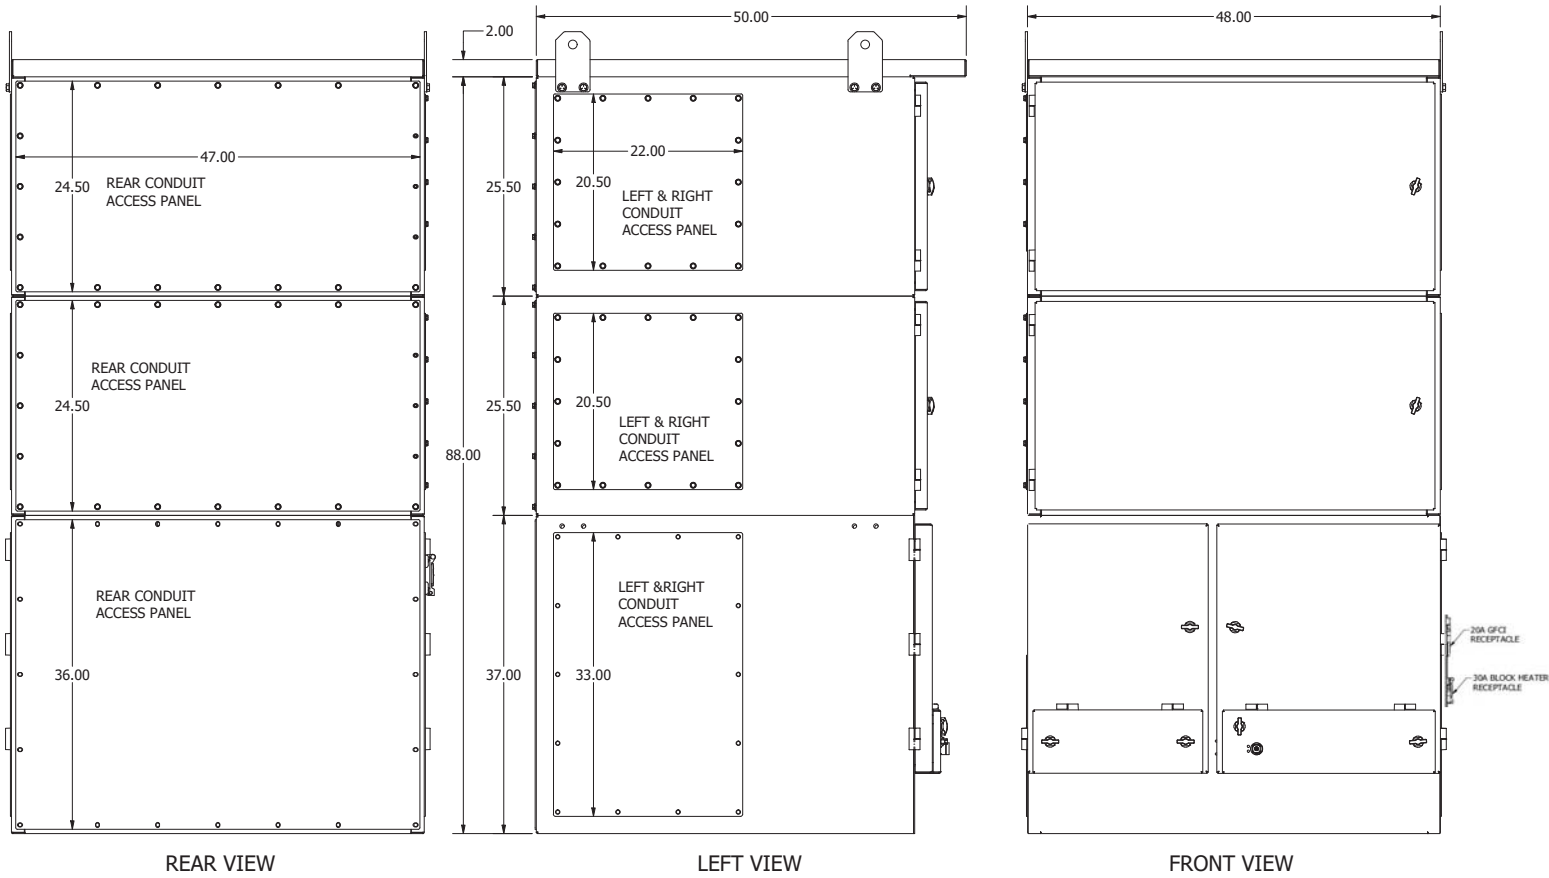 50.00
48.00
2.00
47.00
24.50
REAR CONDUIT
ACCESS PANEL
25.50
22.00
20.50
LEFT & RIGHT
CONDUIT
ACCESS PANEL
REAR CONDUIT
ACCESS PANEL
24.50
88.00
25.50
20.50
LEFT & RIGHT
CONDUIT
ACCESS PANEL
REAR CONDUIT
ACCESS PANEL
36.00
37.00
33.00
LEFT &RIGHT
CONDUIT
ACCESS PANEL
20A GFCI
RECEPTACLE
30A BLOCK HEATER
RECEPTACLE
REAR VIEW
LEFT VIEW
FRONT VIEW